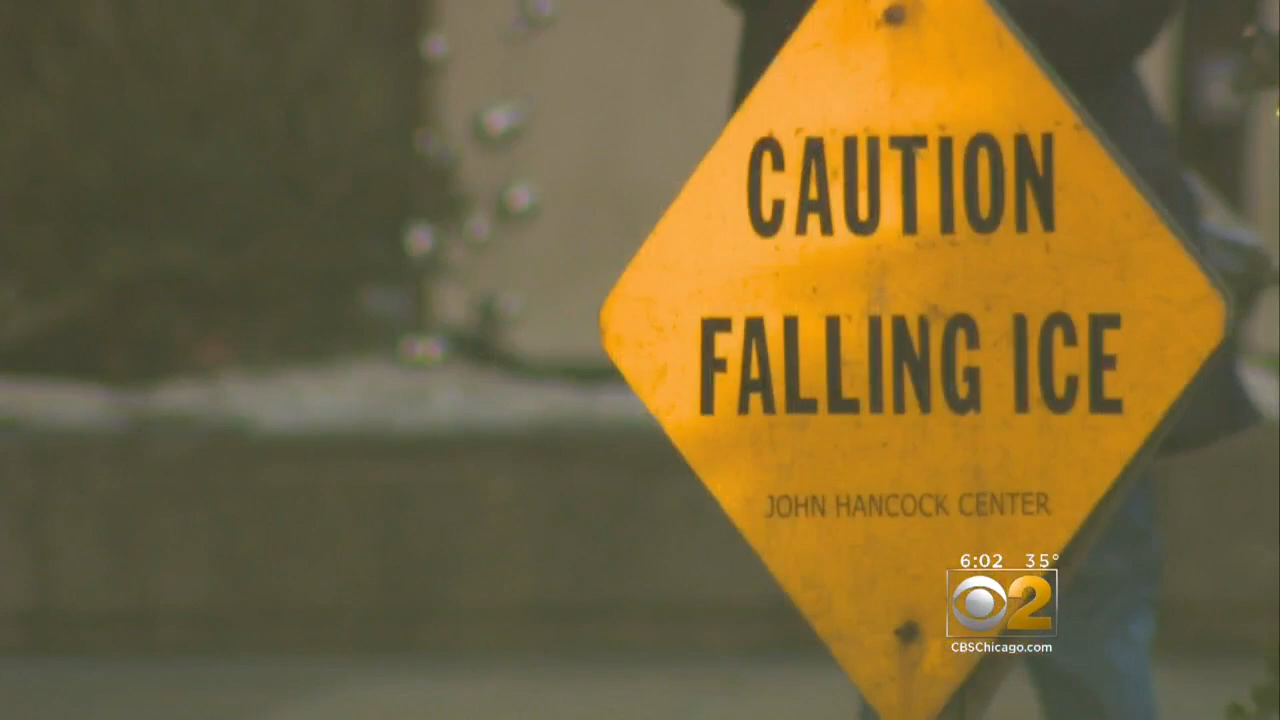 CAUTION
FALLING ICE
JOHN HANCOCK CENTER
6:02 35°
2
CBSChicago.com